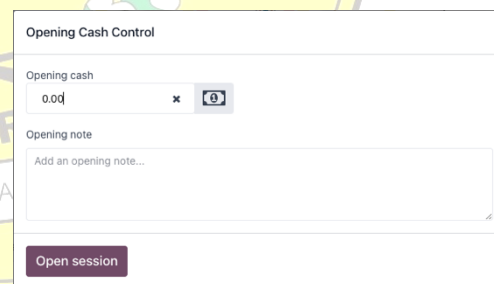 Opening Cash Control
Opening cash
0.00
Opening note
Add an opening note...
Open session